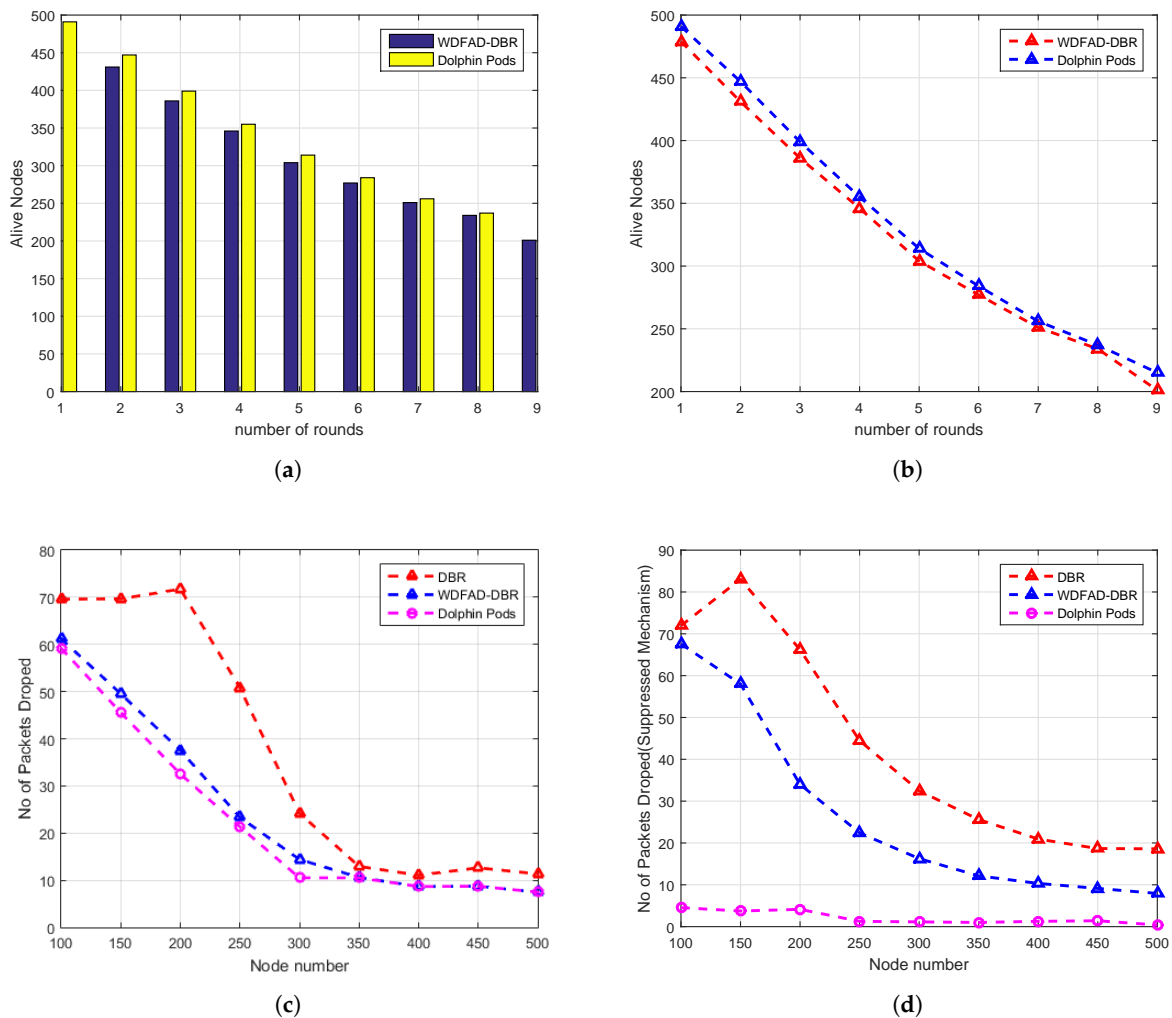 500
450
400
350
300
250
200
150
100
50
0
Alive Nodes
WDFAD-DBR
Dolphin Pods
1 2 3 4 5 6 7 8 9
number of rounds
(a)
500
450
400
350
300
250
200
Alive Nodes
WDFAD-DBR
Dolphin Pods
1 2 3 4 5 6 7 8 9
number of rounds
(b)
80
70
60
50
40
30
20
10
0
No of Packets Droped
DBR
WDFAD-DBR
Dolphin Pods
100 150 200 250 300 350 400 450 500
Node number
(c)
90
80
70
60
50
40
30
20
10
0
No of Packets Droped(Suppressed Mechanism)
DBR
WDFAD-DBR
Dolphin Pods
100 150 200 250 300 350 400 450 500
Node number
(d)